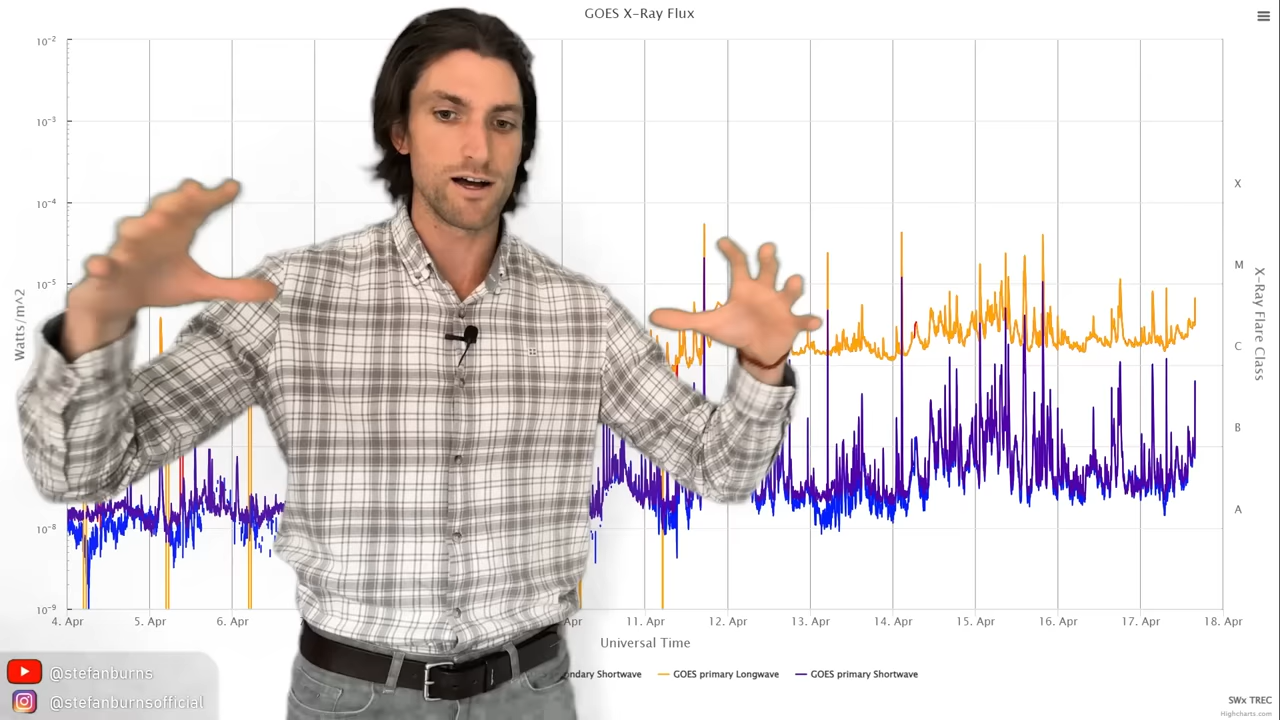 GOES X-Ray Flux
10-2
10-3
10-4
10-5
10-8
10-9
Watts/m^2
X
M
C
B
A
X-Ray Flare Class
4. Apr
5. Apr
6. Apr
Apr
11. Apr
12. Apr
13. Apr
14. Apr
15. Apr
16. Apr
17. Apr
18. Apr
Universal Time
ondary Shortwave
GOES primary Longwave
GOES primary Shortwave
@stefanburns
@stefanburnsofficial
SWx TREC
Highcharts.com